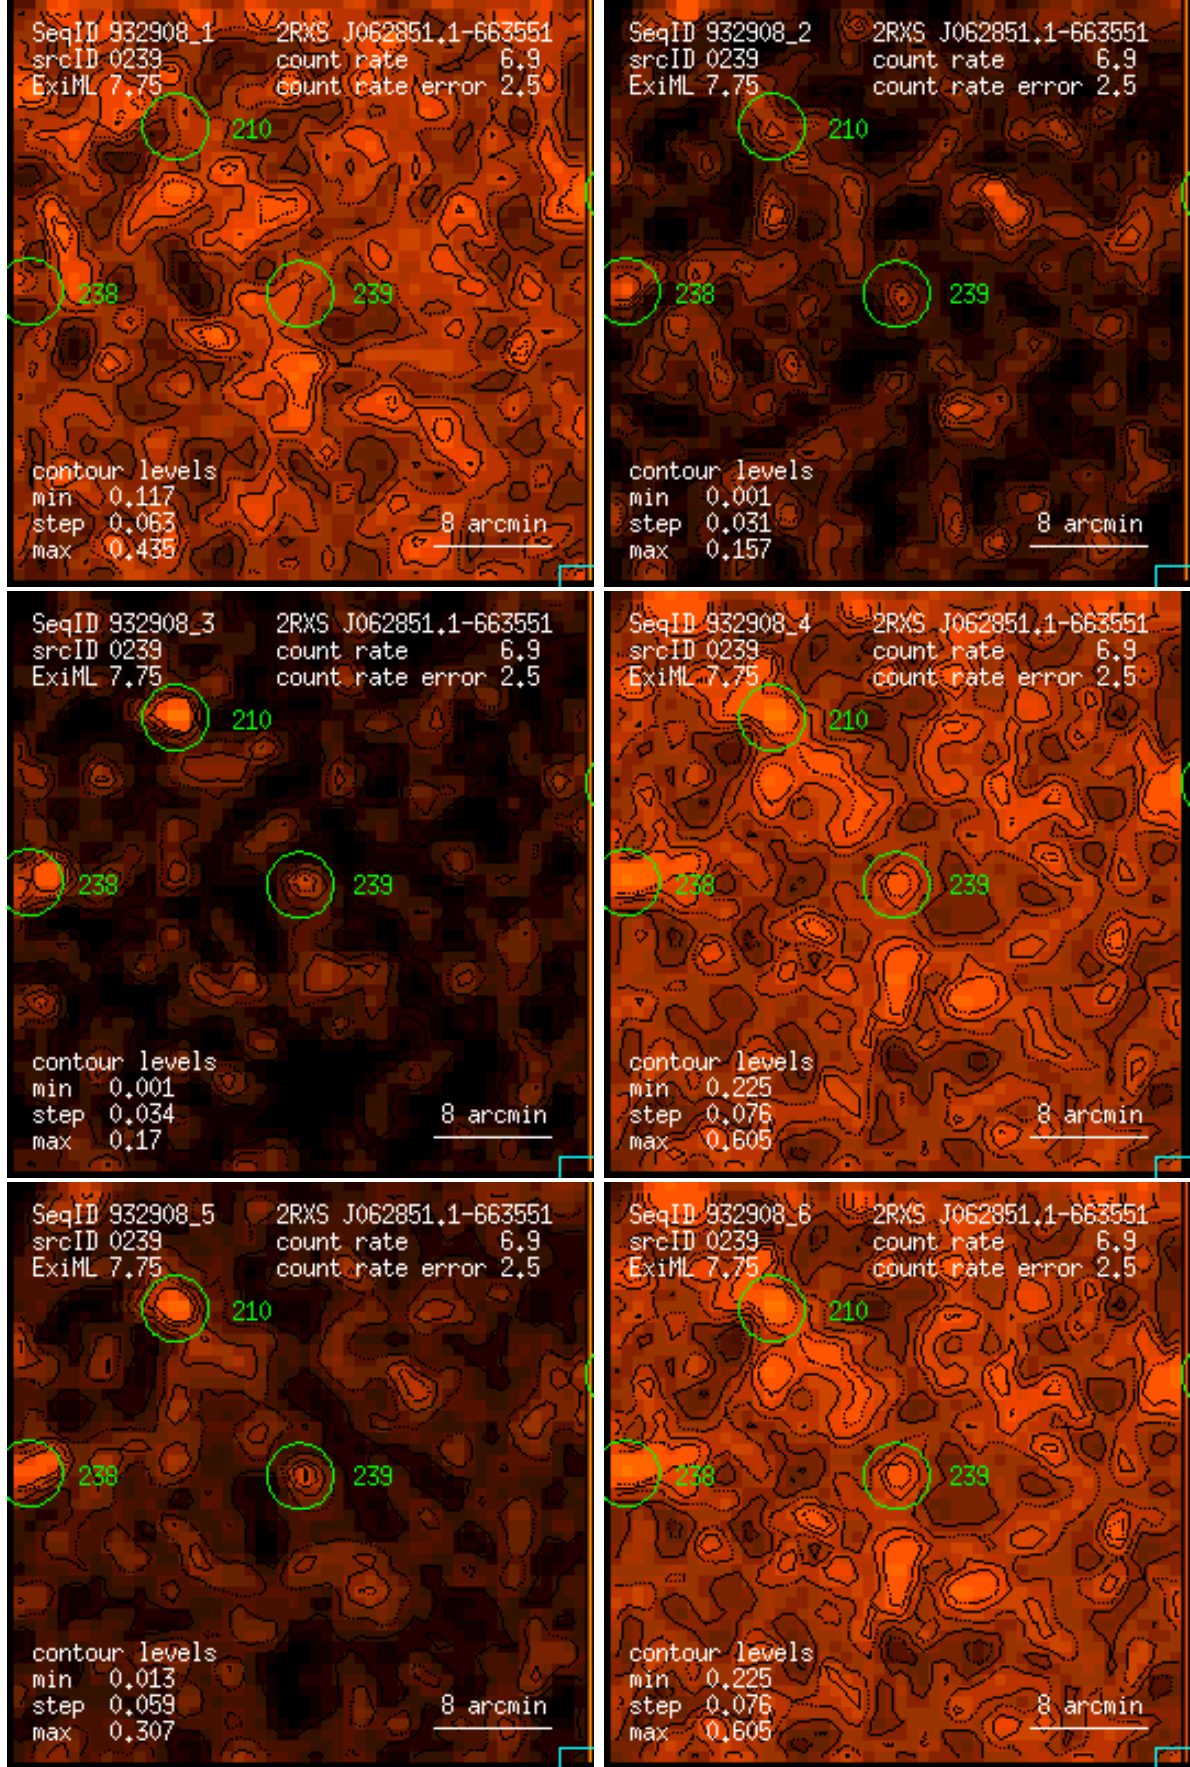 SeqID 932908_1 2RXS J062851.1-663551
srcID 0239 count rate 6.9
ExiML 7.75 count rate error 2.5
210
238
239
contour levels
min 0.117
step 0.063
max 0.435
8 arcmin
SeqID 932908_2 2RXS J062851.1-663551
srcID 0239 count rate 6.9
ExiML 7.75 count rate error 2.5
210
238
239
contour levels
min 0.001
step 0.031
max 0.157
8 arcmin
SeqID 932908_3 2RXS J062851.1-663551
srcID 0239 count rate 6.9
ExiML 7.75 count rate error 2.5
210
238
239
contour levels
min 0.001
step 0.034
max 0.17
8 arcmin
SeqID 932908_4 2RXS J062851.1-663551
srcID 0239 count rate 6.9
ExiML 7.75 count rate error 2.5
210
238
239
contour levels
min 0.225
step 0.076
max 0.605
8 arcmin
SeqID 932908_5 2RXS J062851.1-663551
srcID 0239 count rate 6.9
ExiML 7.75 count rate error 2.5
210
238
239
contour levels
min 0.013
step 0.059
max 0.307
8 arcmin
SeqID 932908_6 2RXS J062851.1-663551
srcID 0239 count rate 6.9
ExiML 7.75 count rate error 2.5
210
238
239
contour levels
min 0.225
step 0.076
max 0.605
8 arcmin